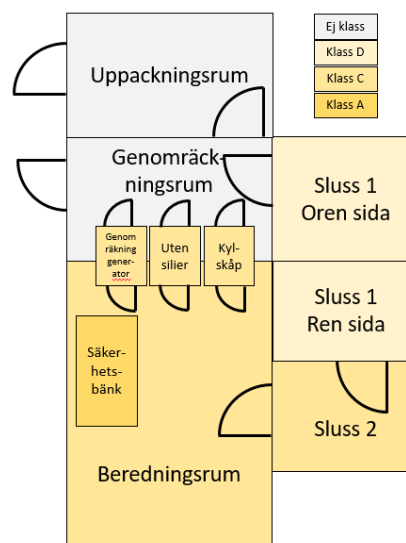 Ej klass
Klass D
Klass C
Klass A
Uppackningsrum
Genomräck-
ningsrum
Sluss 1
Oren sida
Genom
räkning
gener-
ator
Uten
silier
Kyl-
skåp
Sluss 1
Ren sida
Säker-
hets-
bänk
Sluss 2
Beredningsrum